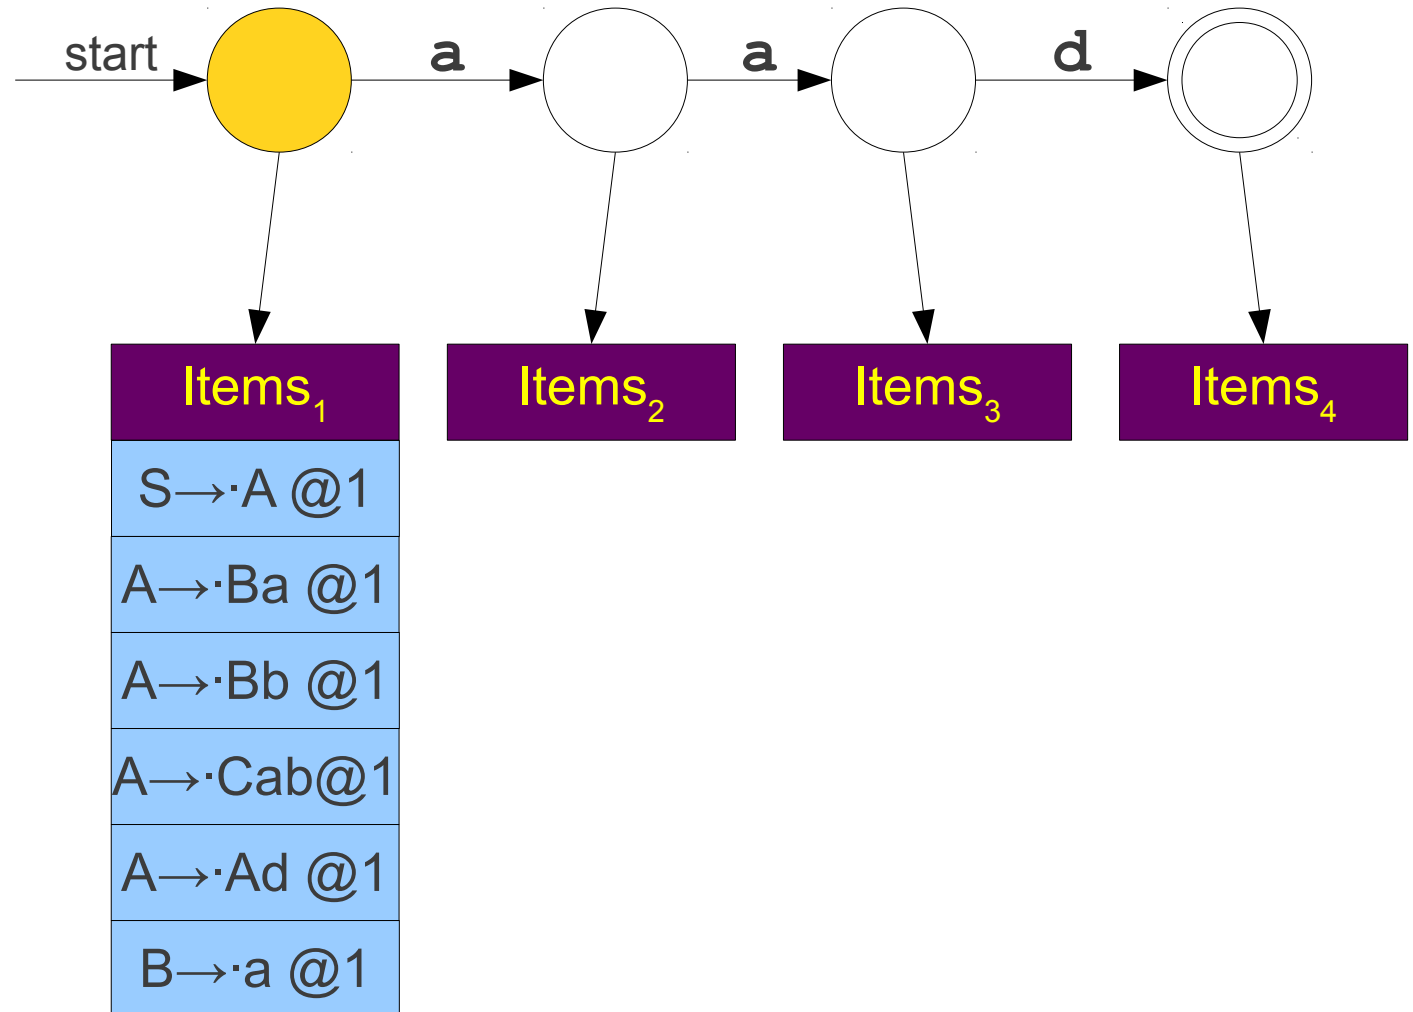 start a a d
Items₁ Items₂ Items₃ Items₄
S→·A @1
A→·Ba @1
A→·Bb @1
A→·Cab@1
A→·Ad @1
B→·a @1